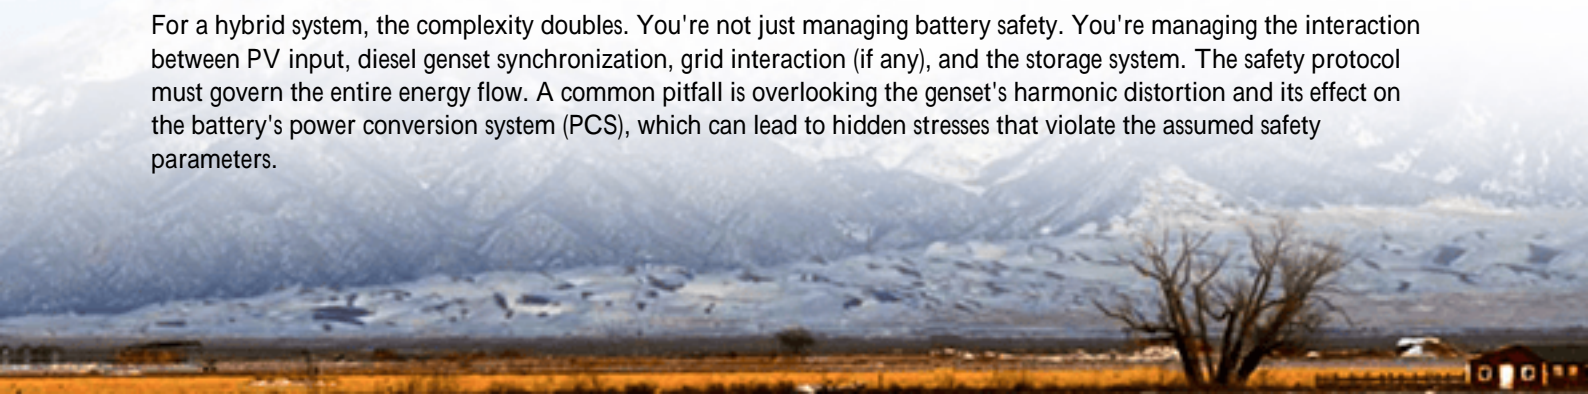 For a hybrid system, the complexity doubles. You're not just managing battery safety. You're managing the interaction
between PV input, diesel genset synchronization, grid interaction (if any), and the storage system. The safety protocol
must govern the entire energy flow. A common pitfall is overlooking the genset's harmonic distortion and its effect on
the battery's power conversion system (PCS), which can lead to hidden stresses that violate the assumed safety
parameters.